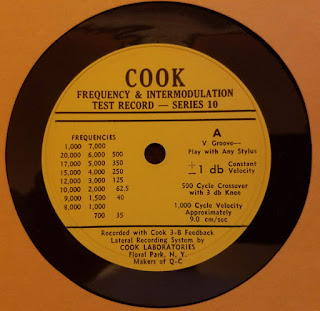 COOK
FREQUENCY & INTERMODULATION
TEST RECORD — SERIES 10
FREQUENCIES
1,000 7,000
20,000 6,000 500
17,000 5,000 350
15,000 4,000 250
12,000 3,000 125
10,000 2,000 62.5
9,000 1,500 40
8,000 1,000
700 35
A
V Groove—
Play with Any Stylus
± 1 db Constant
Velocity
500 Cycle Crossover
with 3 db Knee
1,000 Cycle Velocity
Approximately
9.0 cm/sec
Recorded with Cook 3-B Feedback
Lateral Recording System by
COOK LABORATORIES
Floral Park, N. Y.
Makers of Q-C